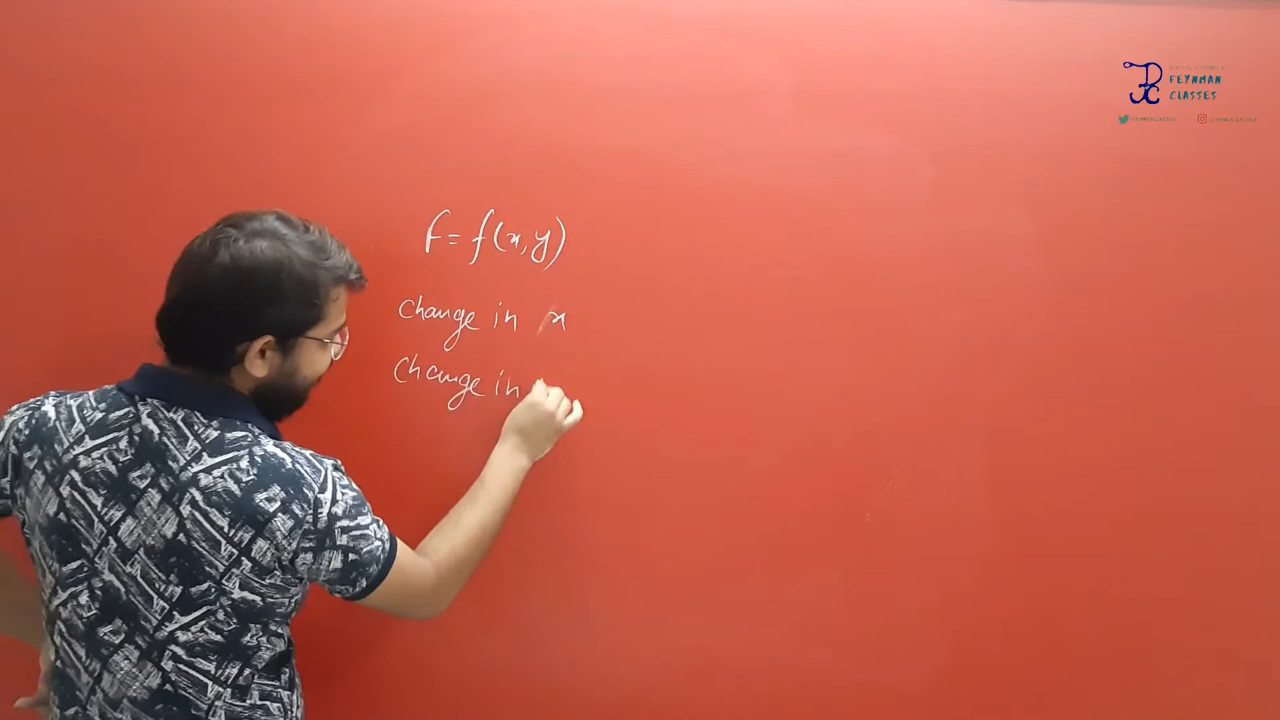 FEYNMAN
CLASSES
f = f(x, y)
change in x
change in